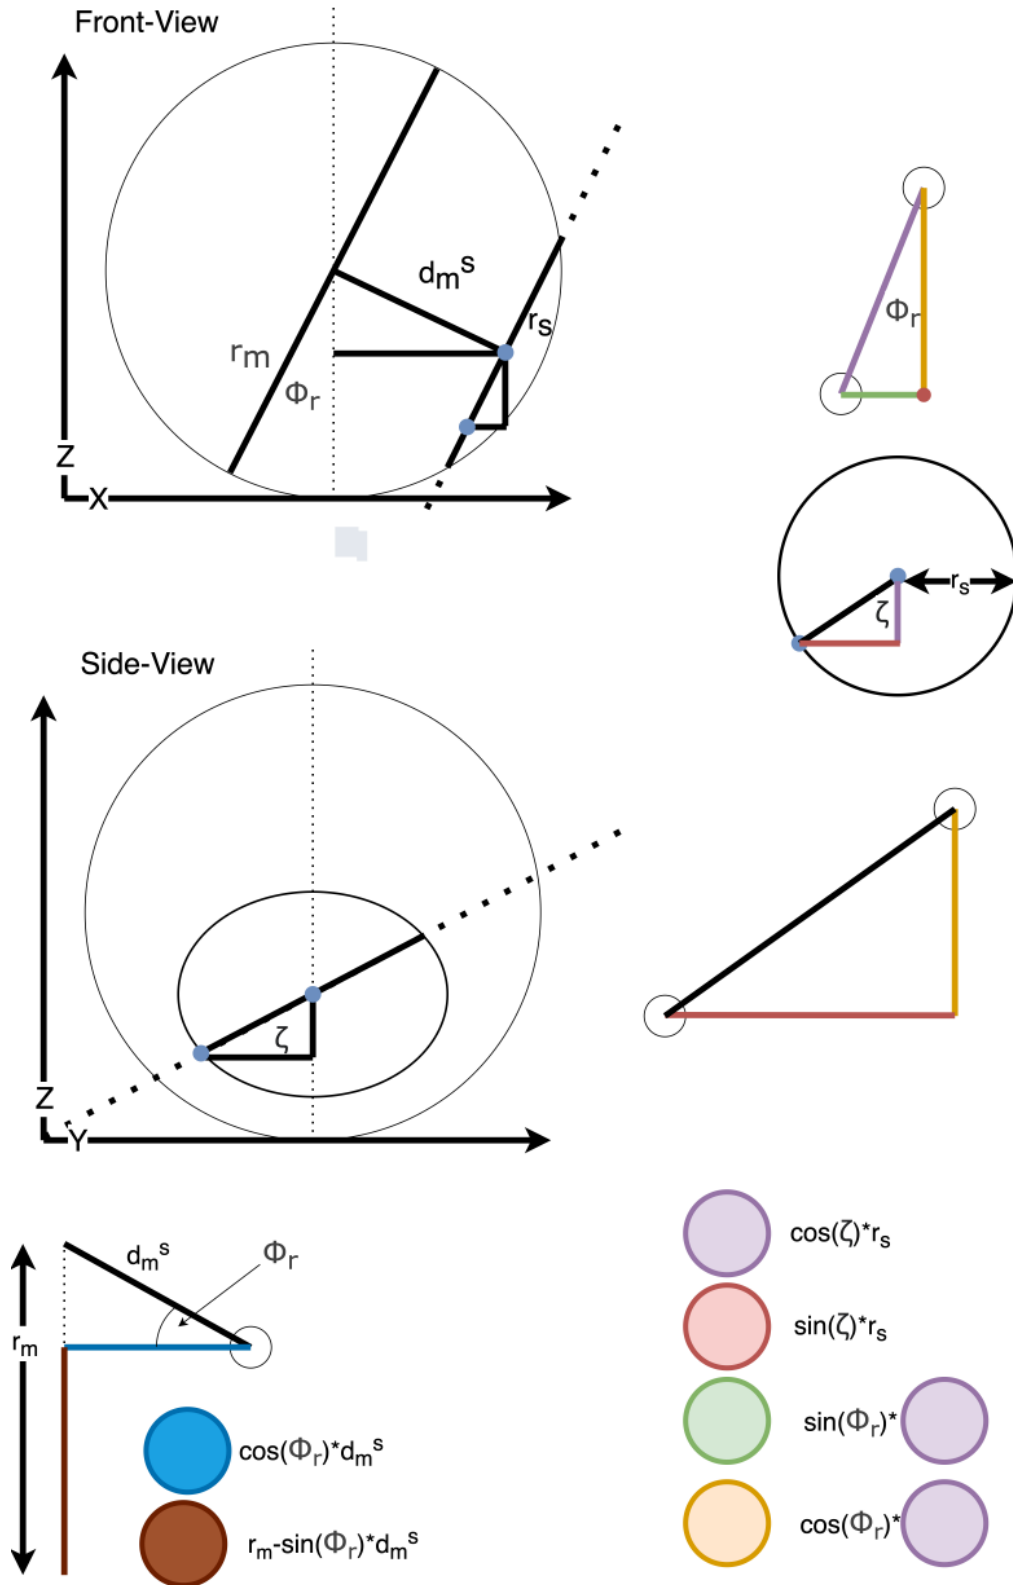 Front-View
Z
X
d_m^s
r_s
r_m
Φ_r
Φ_r
r_s
ζ
Side-View
ζ
Z
Y
d_m^s
Φ_r
r_m
cos(Φ_r)*d_m^s
r_m-sin(Φ_r)*d_m^s
cos(ζ)*r_s
sin(ζ)*r_s
sin(Φ_r)*
cos(Φ_r)*